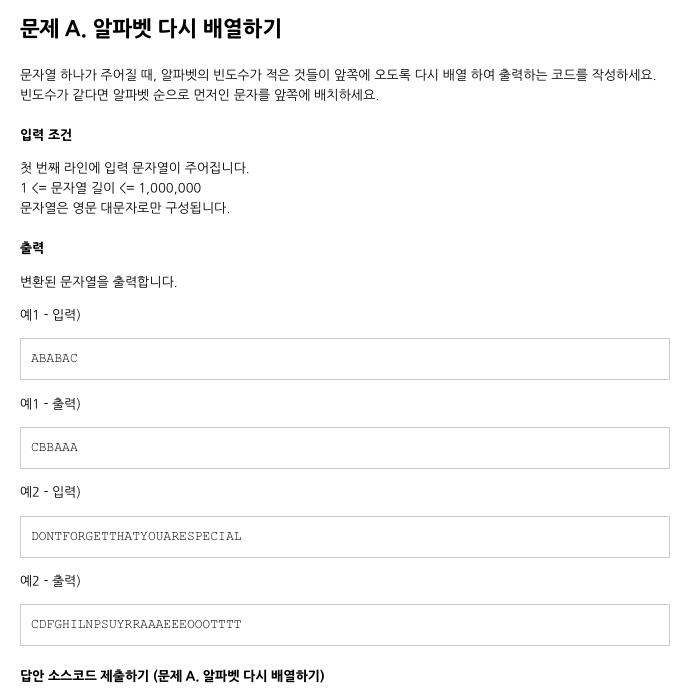 문제 A. 알파벳 다시 배열하기
문자열 하나가 주어질 때, 알파벳의 빈도수가 적은 것들이 앞쪽에 오도록 다시 배열 하여 출력하는 코드를 작성하세요.
빈도수가 같다면 알파벳 순으로 먼저인 문자를 앞쪽에 배치하세요.
입력 조건
첫 번째 라인에 입력 문자열이 주어집니다.
1 <= 문자열 길이 <= 1,000,000
문자열은 영문 대문자로만 구성됩니다.
출력
변환된 문자열을 출력합니다.
예1 - 입력)
ABABAC
예1 - 출력)
CBBAAA
예2 - 입력)
DONTFORGETTHATYOUARESPECIAL
예2 - 출력)
CDFGHILNPSUYRRAAAEEEOOOTTTT
답안 소스코드 제출하기 (문제 A. 알파벳 다시 배열하기)